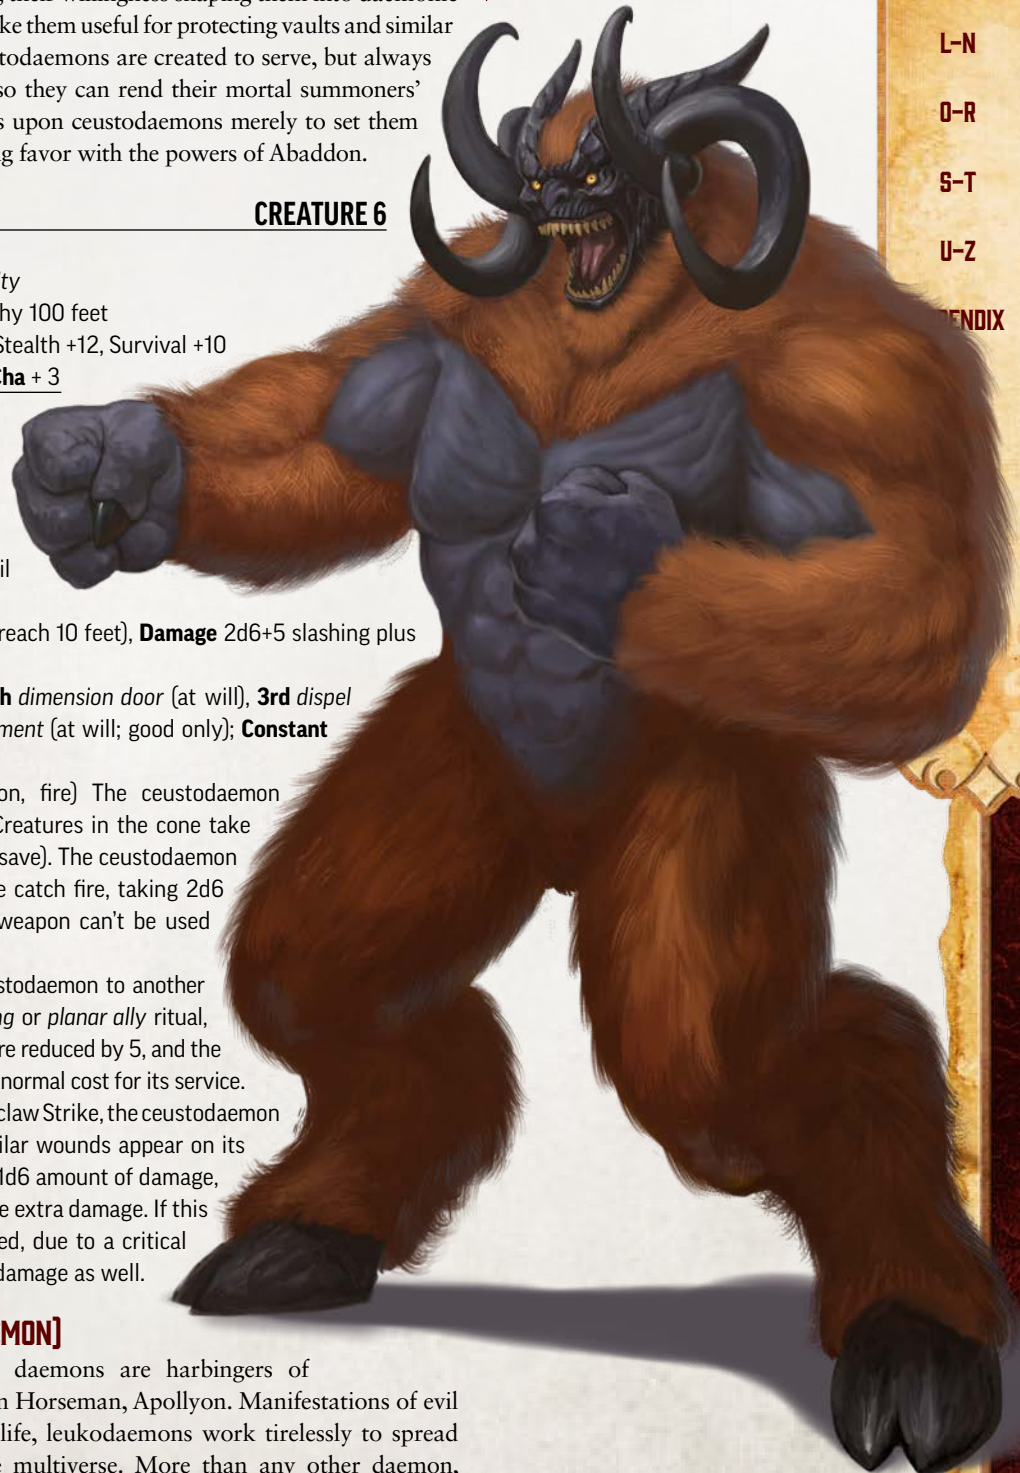 their willingness shaping them into daemonic
ke them useful for protecting vaults and similar
todaemons are created to serve, but always
so they can rend their mortal summoners'
s upon ceustodaemons merely to set them
ng favor with the powers of Abaddon.
CREATURE 6
ty
hy 100 feet
Stealth +12, Survival +10
Cha + 3
il
reach 10 feet), Damage 2d6+5 slashing plus
h dimension door (at will), 3rd dispel
ment (at will; good only); Constant
on, fire) The ceustodaemon
Creatures in the cone take
save). The ceustodaemon
e catch fire, taking 2d6
weapon can't be used
stodaemon to another
ng or planar ally ritual,
re reduced by 5, and the
normal cost for its service.
claw Strike, the ceustodaemon
ilar wounds appear on its
1d6 amount of damage,
e extra damage. If this
ed, due to a critical
damage as well.
MON)
daemons are harbingers of
n Horseman, Apollyon. Manifestations of evil
life, leukodaemons work tirelessly to spread
e multiverse. More than any other daemon,
L–N
O–R
S–T
U–Z
ENDIX